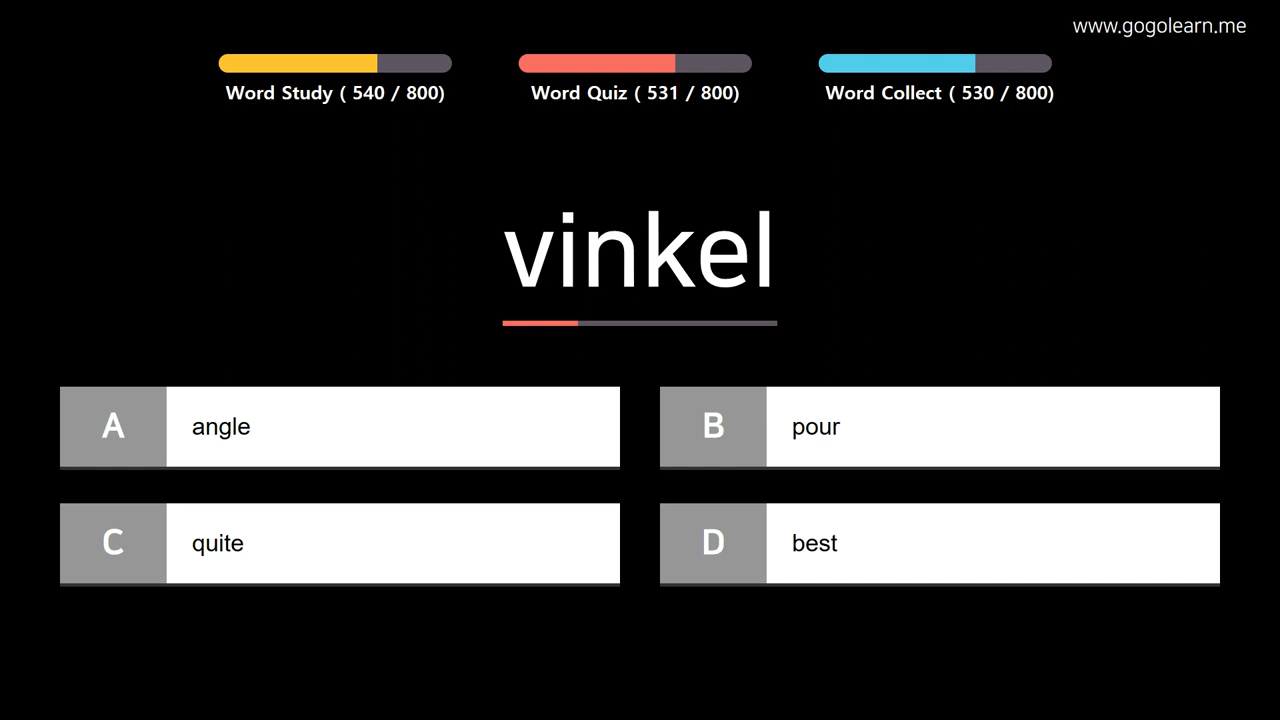 www.gogolearn.me
Word Study ( 540 / 800)
Word Quiz ( 531 / 800)
Word Collect ( 530 / 800)
vinkel
A angle
B pour
C quite
D best